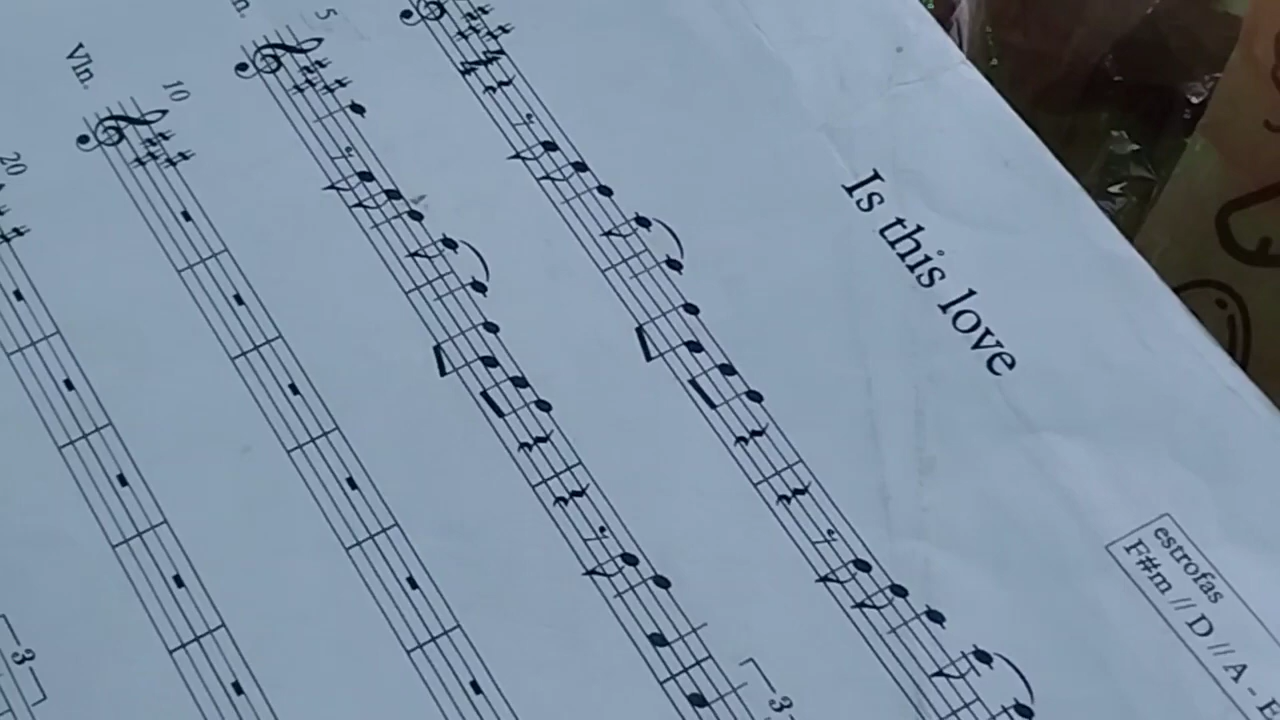 Is this love
estrofas
F#m // D // A - E
5
3
Vln.
10
20
3